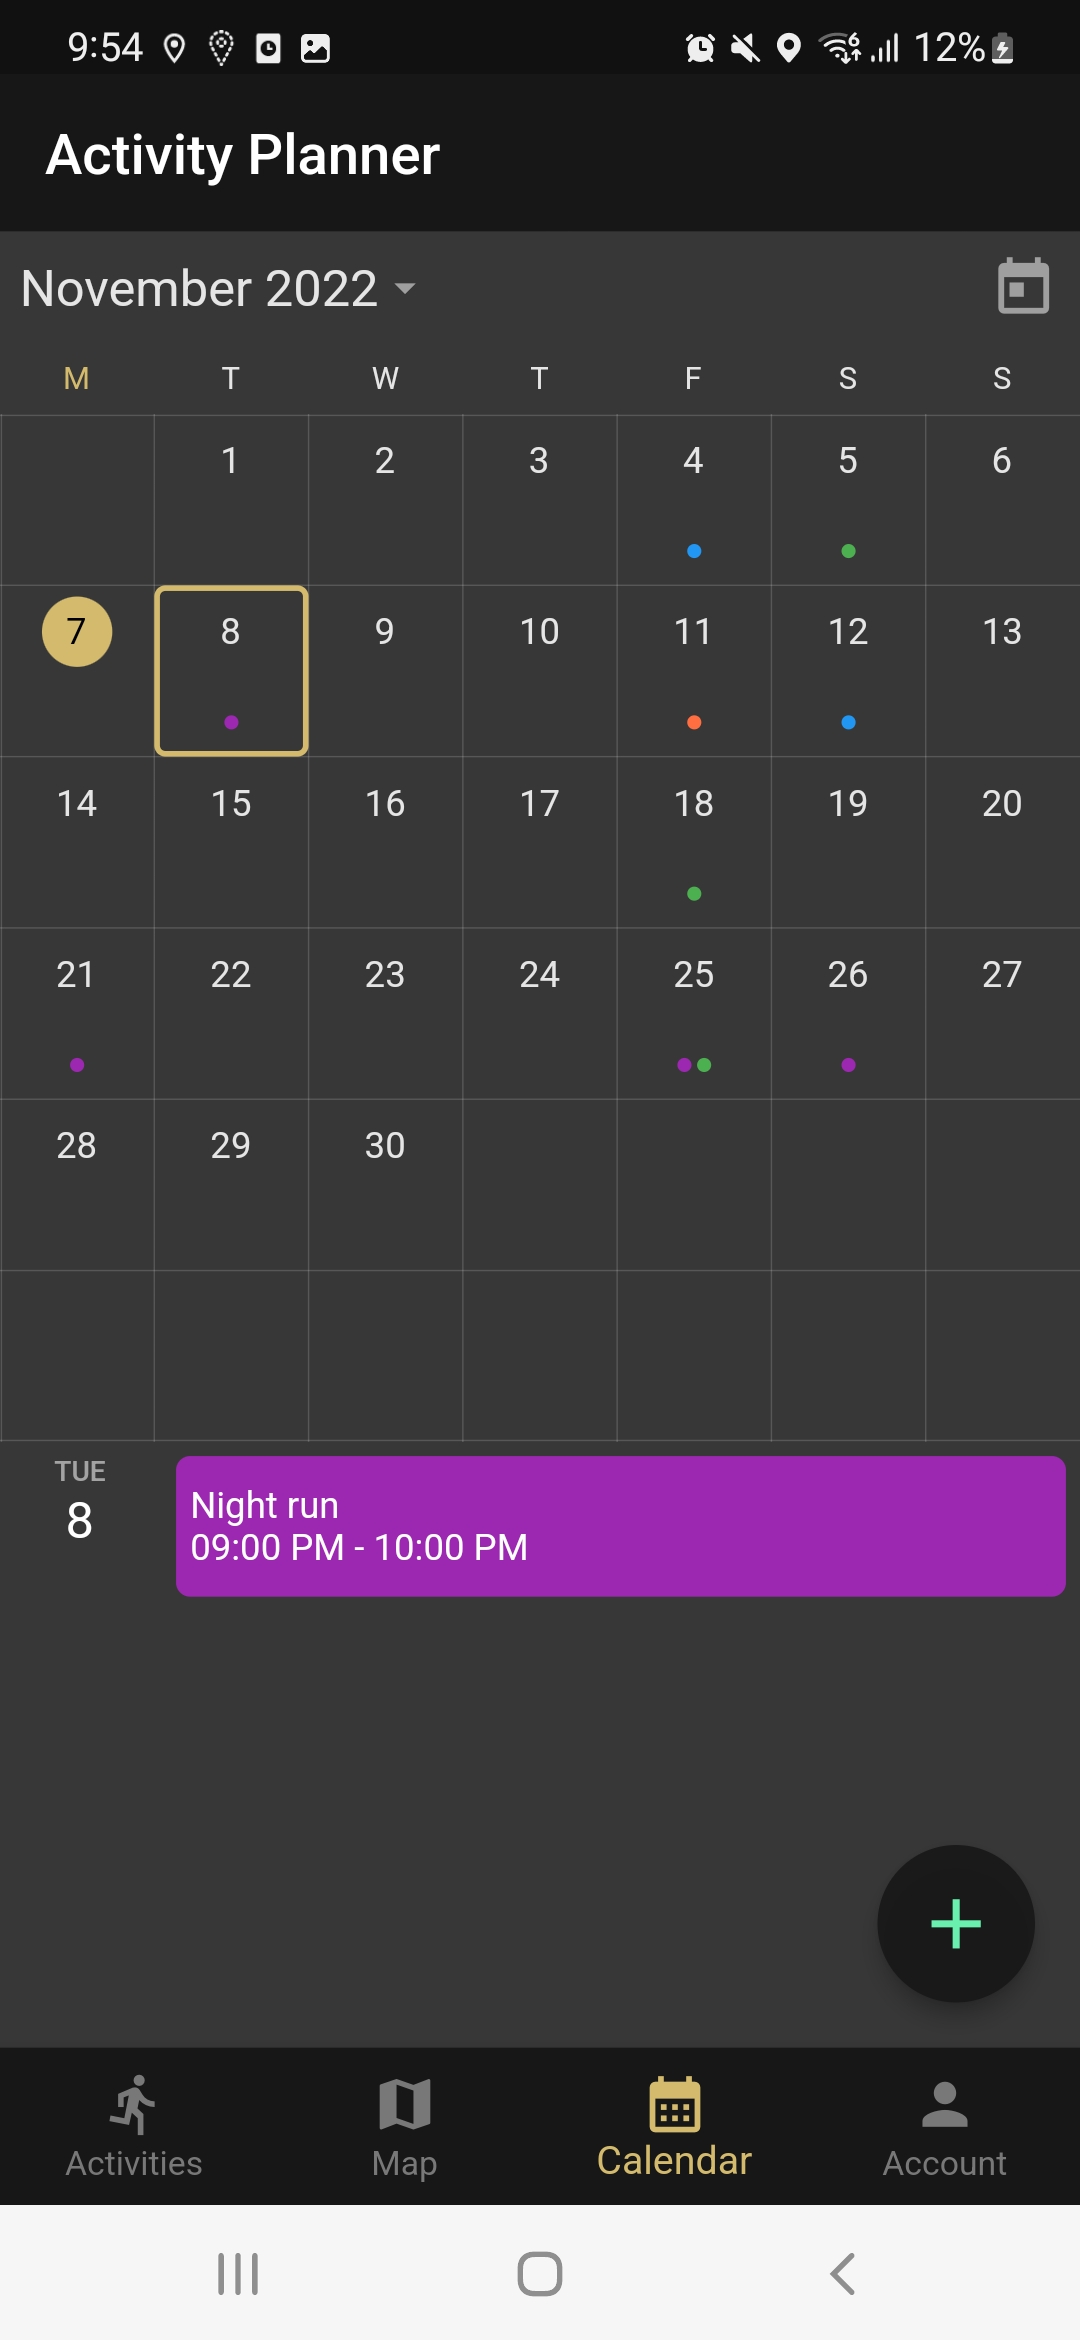 9:54 12%
Activity Planner
November 2022
M T W T F S S
1 2 3 4 5 6
7 8 9 10 11 12 13
14 15 16 17 18 19 20
21 22 23 24 25 26 27
28 29 30
TUE
8
Night run
09:00 PM - 10:00 PM
Activities Map Calendar Account